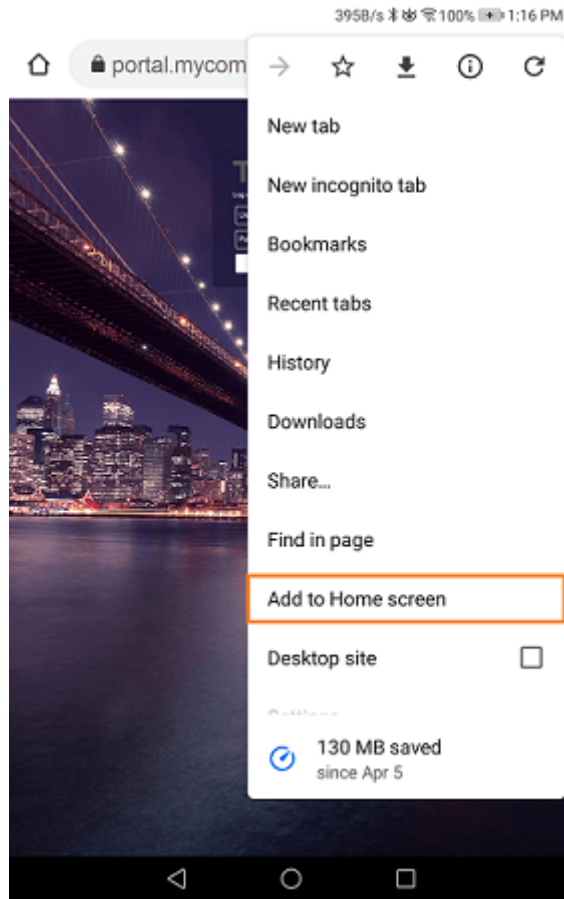 395B/s 100% 1:16 PM
portal.mycom
New tab
New incognito tab
Bookmarks
Recent tabs
History
Downloads
Share...
Find in page
Add to Home screen
Desktop site
Settings
130 MB saved
since Apr 5